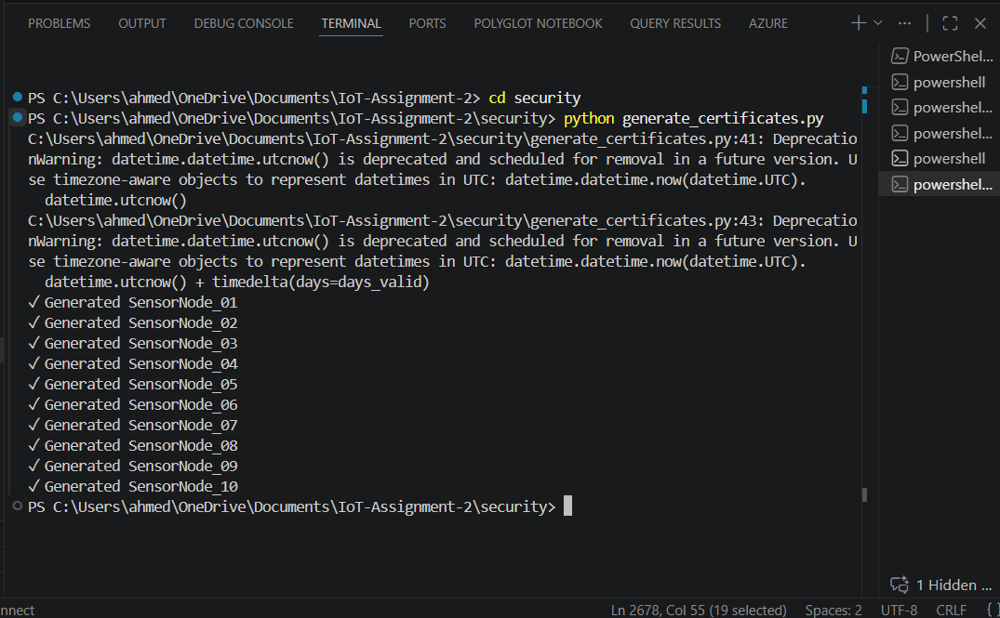 PROBLEMS OUTPUT DEBUG CONSOLE TERMINAL PORTS POLYGLOT NOTEBOOK QUERY RESULTS AZURE
PS C:\Users\ahmed\OneDrive\Documents\IoT-Assignment-2> cd security
PS C:\Users\ahmed\OneDrive\Documents\IoT-Assignment-2\security> python generate_certificates.py
C:\Users\ahmed\OneDrive\Documents\IoT-Assignment-2\security\generate_certificates.py:41: Deprecatio
nWarning: datetime.datetime.utcnow() is deprecated and scheduled for removal in a future version. U
se timezone-aware objects to represent datetimes in UTC: datetime.datetime.now(datetime.UTC).
datetime.utcnow()
C:\Users\ahmed\OneDrive\Documents\IoT-Assignment-2\security\generate_certificates.py:43: Deprecatio
nWarning: datetime.datetime.utcnow() is deprecated and scheduled for removal in a future version. U
se timezone-aware objects to represent datetimes in UTC: datetime.datetime.now(datetime.UTC).
datetime.utcnow() + timedelta(days=days_valid)
✓ Generated SensorNode_01
✓ Generated SensorNode_02
✓ Generated SensorNode_03
✓ Generated SensorNode_04
✓ Generated SensorNode_05
✓ Generated SensorNode_06
✓ Generated SensorNode_07
✓ Generated SensorNode_08
✓ Generated SensorNode_09
✓ Generated SensorNode_10
PS C:\Users\ahmed\OneDrive\Documents\IoT-Assignment-2\security>
PowerShel...
powershell
powershel...
powershel...
powershell
powershel...
1 Hidden ...
nnect Ln 2678, Col 55 (19 selected) Spaces: 2 UTF-8 CRLF { }